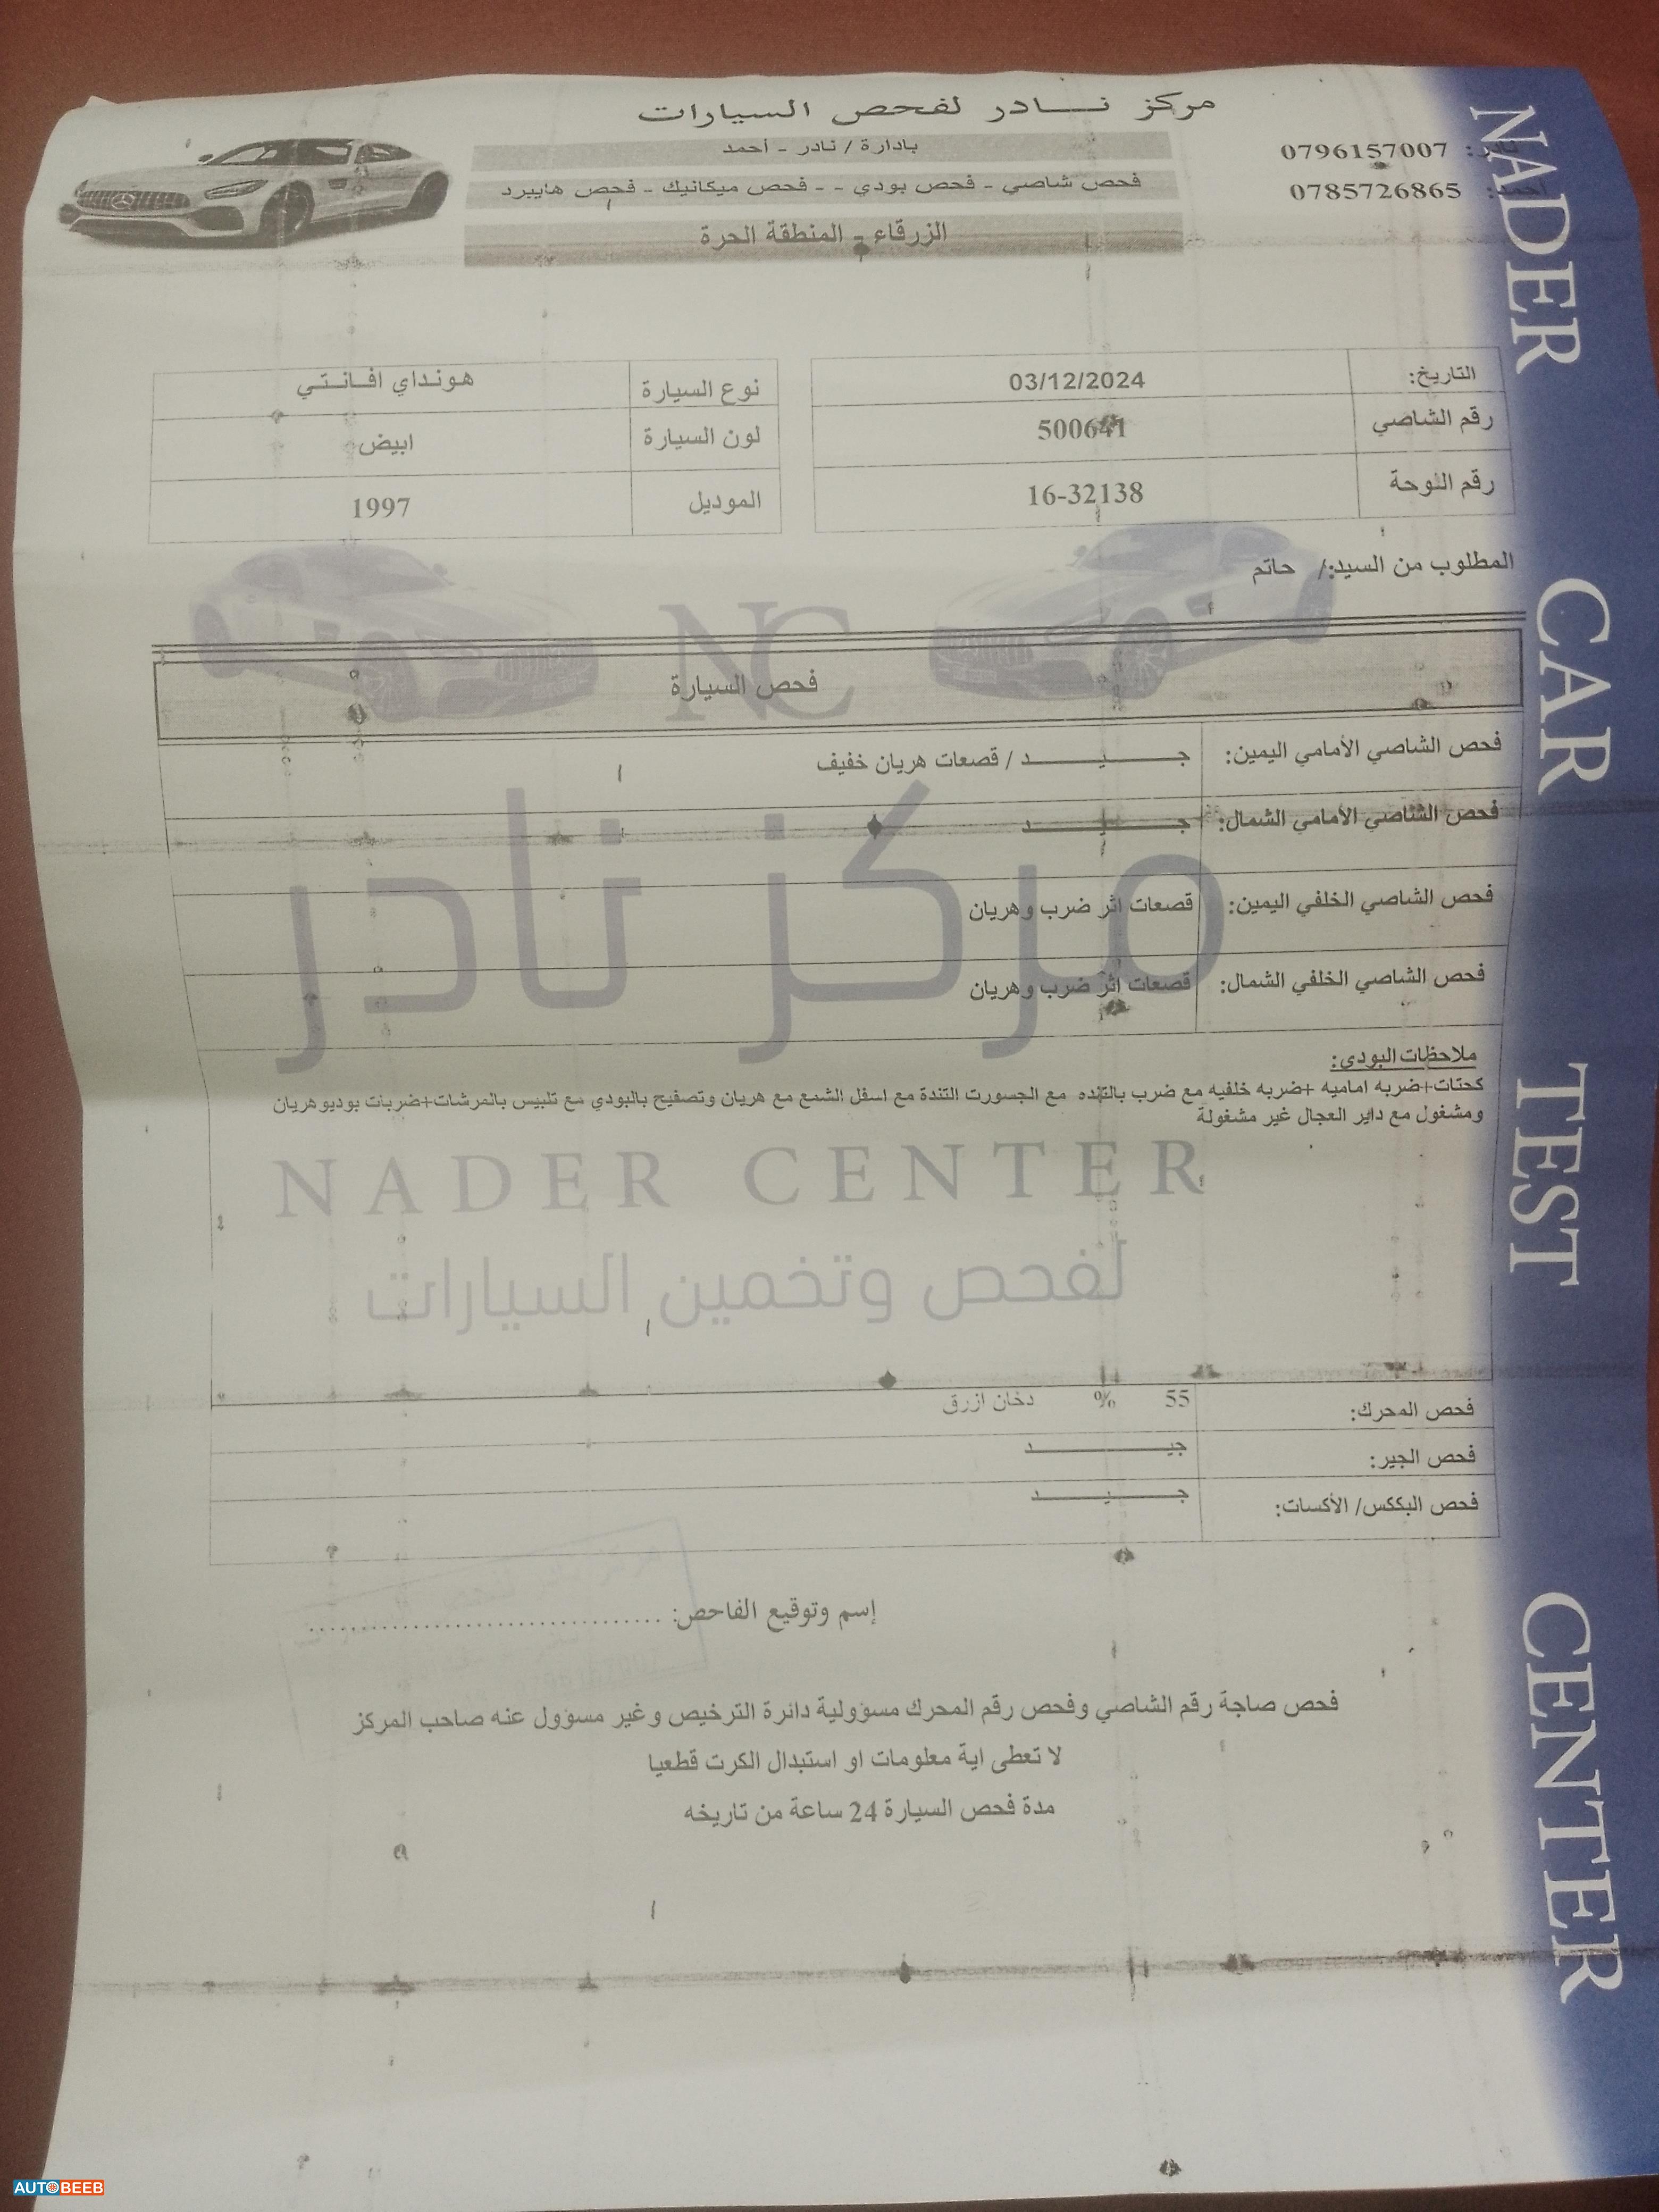 مركز نادر لفحص السيارات
بادارة / نادر - أحمد
نادر: 0796157007
فحص شاصي - فحص بودي - - فحص ميكانيك - فحص هايبرد
أحمد: 0785726865
الزرقاء - المنطقة الحرة
التاريخ: 03/12/2024
نوع السيارة هونداي افانتي
رقم الشاصي 500641
لون السيارة ابيض
رقم اللوحة 16-32138
الموديل 1997
المطلوب من السيد:/ حاتم
NC
فحص السيارة
فحص الشاصي الأمامي اليمين: جيد / قصعات هريان خفيف
فحص الشاصي الأمامي الشمال: جيد
فحص الشاصي الخلفي اليمين: قصعات اثر ضرب وهريان
فحص الشاصي الخلفي الشمال: قصعات اثر ضرب وهريان
مركز نادر
ملاحظات البودي:
كحتات+ضربه اماميه +ضربه خلفيه مع ضرب بالتنده مع الجسورت التندة مع اسفل الشمع مع هريان وتصفيح بالبودي مع تلبيس بالمرشات+ضربات بوديوهريان
ومشغول مع داير العجال غير مشغولة
NADER CENTER
لفحص وتخمين السيارات
فحص المحرك: 55 % دخان ازرق
فحص الجير: جيد
فحص البكس/ الأكسات: جيد
إسم وتوقيع الفاحص: ................................
فحص صاجة رقم الشاصي وفحص رقم المحرك مسؤولية دائرة الترخيص وغير مسؤول عنه صاحب المركز
لا تعطى اية معلومات او استبدال الكرت قطعيا
مدة فحص السيارة 24 ساعة من تاريخه
NADER CAR TEST CENTER
AUTOBEEB